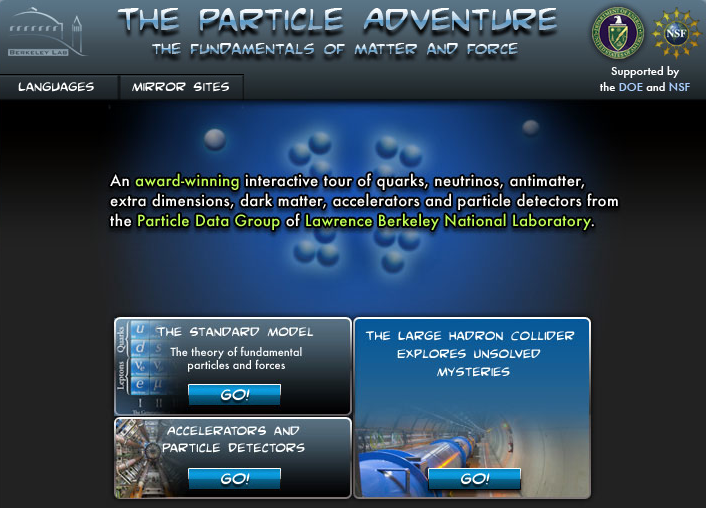 BERKELEY LAB
THE PARTICLE ADVENTURE
THE FUNDAMENTALS OF MATTER AND FORCE
NSF
Supported by
the DOE and NSF
LANGUAGES
MIRROR SITES
An award-winning interactive tour of quarks, neutrinos, antimatter,
extra dimensions, dark matter, accelerators and particle detectors from
the Particle Data Group of Lawrence Berkeley National Laboratory.
Quarks
Leptons
u
d s
e μ
I II
THE STANDARD MODEL
The theory of fundamental
particles and forces
GO!
ACCELERATORS AND
PARTICLE DETECTORS
GO!
THE LARGE HADRON COLLIDER
EXPLORES UNSOLVED
MYSTERIES
GO!